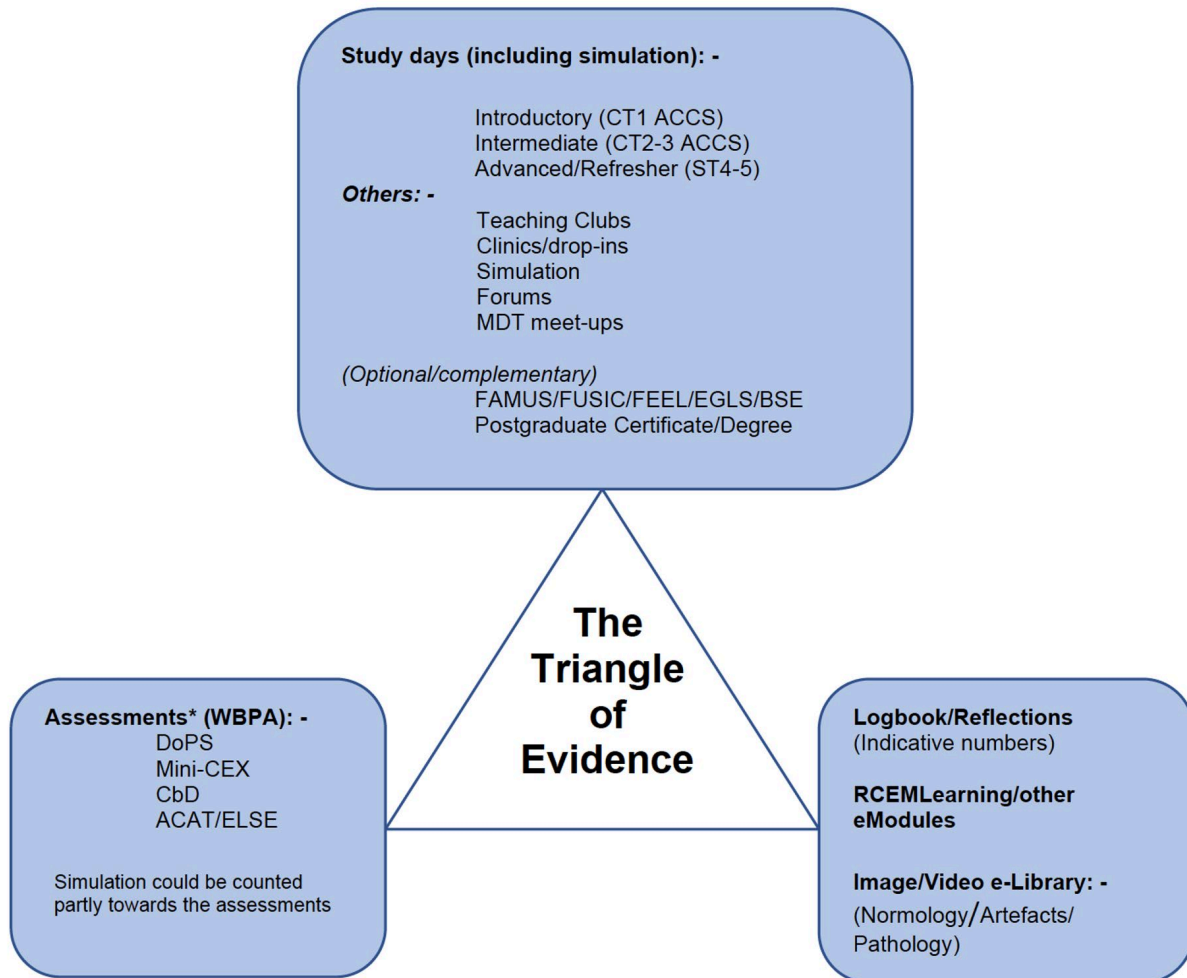 Study days (including simulation): -
Introductory (CT1 ACCS)
Intermediate (CT2-3 ACCS)
Advanced/Refresher (ST4-5)
Others: -
Teaching Clubs
Clinics/drop-ins
Simulation
Forums
MDT meet-ups
(Optional/complementary)
FAMUS/FUSIC/FEEL/EGLS/BSE
Postgraduate Certificate/Degree
The
Triangle
of
Evidence
Assessments* (WBPA): -
DoPS
Mini-CEX
CbD
ACAT/ELSE
Simulation could be counted
partly towards the assessments
Logbook/Reflections
(Indicative numbers)
RCEMLearning/other
eModules
Image/Video e-Library: -
(Normology/Artefacts/
Pathology)